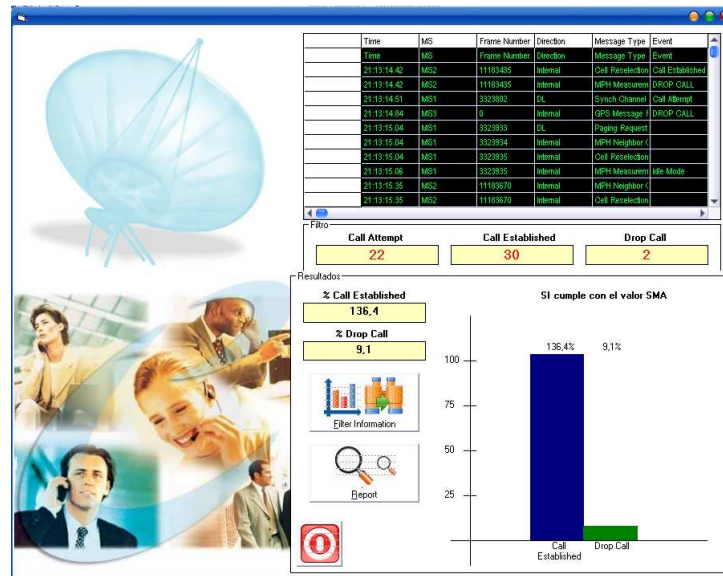 Time MS Frame Number Direction Message Type Event
Time MS Frame Number Direction Message Type Event
21:13:14.42 MS2 11183435 Internal Cell Reselection Call Established
21:13:14.42 MS2 11183435 Internal MPH Measurem DROP CALL
21:13:14.51 MS1 3323802 DL Synch Channel Call Attempt
21:13:14.84 MS3 0 Internal GPS Message DROP CALL
21:13:15.04 MS1 3323933 DL Paging Request
21:13:15.04 MS1 3323934 Internal MPH Neighbor
21:13:15.04 MS1 3323935 Internal Cell Reselection
21:13:15.06 MS1 3323935 Internal MPH Measurem Idle Mode
21:13:15.35 MS2 11183670 Internal MPH Neighbor
21:13:15.35 MS2 11183670 Internal Cell Reselection
Filtro
Call Attempt Call Established Drop Call
22 30 2
Resultados
% Call Established
136,4
% Drop Call
9,1
Filter Information
Report
SI cumple con el valor SMA
136,4% 9,1%
100
75
50
25
Call Established
Drop Call